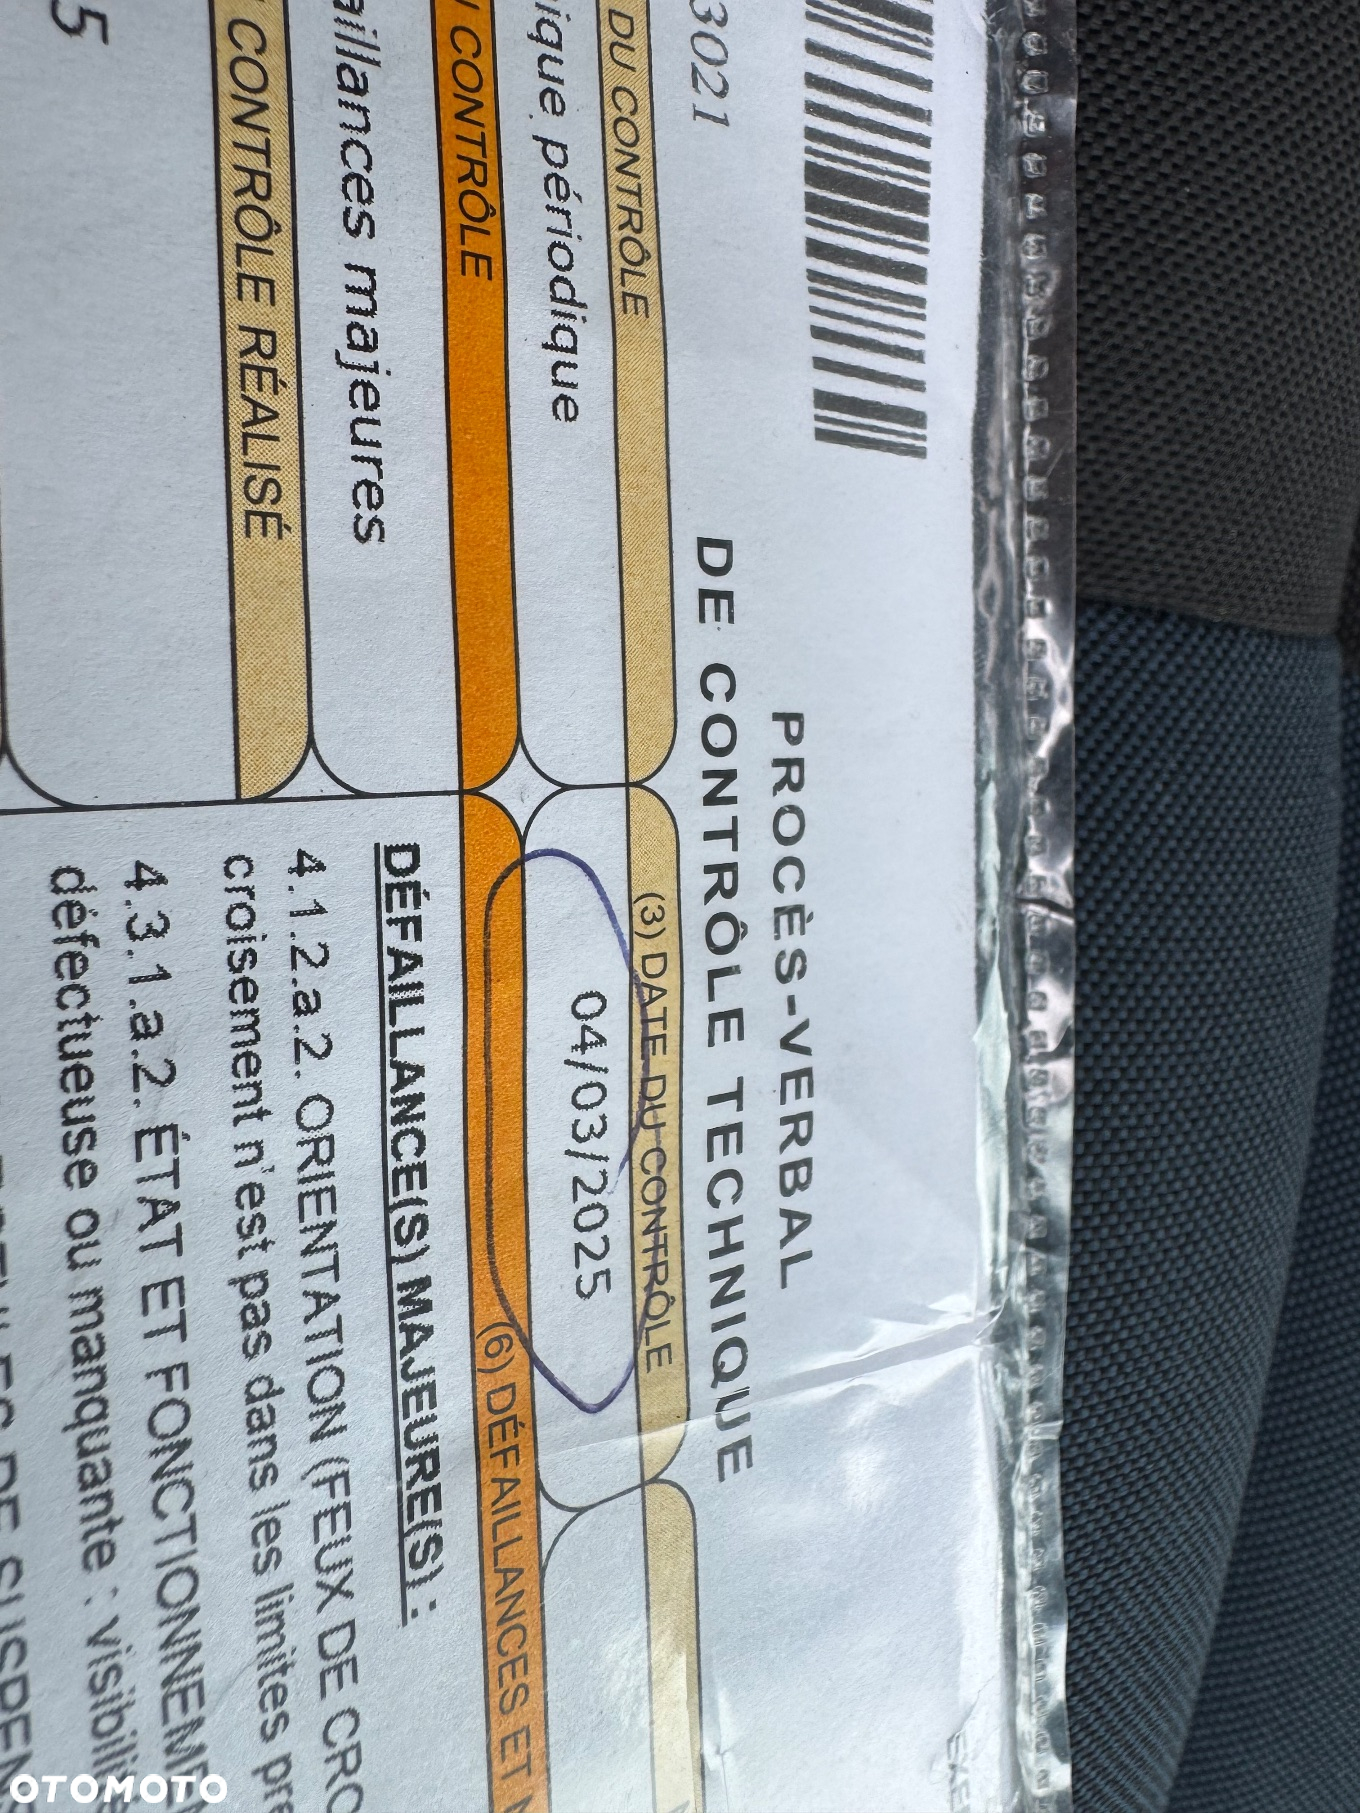 3021
PROCÈS-VERBAL
DE CONTRÔLE TECHNIQUE
DU CONTRÔLE
(3) DATE DU CONTRÔLE
ique périodique
04/03/2025
CONTRÔLE
(6) DÉFAILLANCES ET
aillances majeures
DÉFAILLANCE(S) MAJEURE(S) :
4.1.2.a.2. ORIENTATION (FEUX DE CRO
CONTRÔLE RÉALISÉ
croisement n'est pas dans les limites pre
4.3.1.a.2. ÉTAT ET FONCTIONNEME
défectueuse ou manquante : visibili
5
OTOMOTO